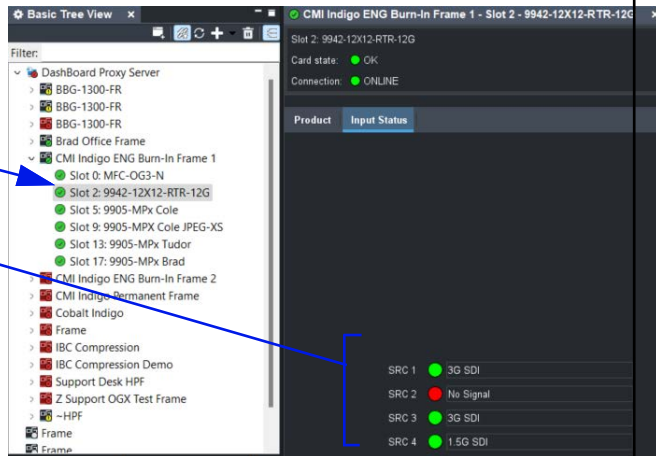 Basic Tree View
Filter:
DashBoard Proxy Server
BBG-1300-FR
BBG-1300-FR
BBG-1300-FR
Brad Office Frame
CMI Indigo ENG Burn-In Frame 1
Slot 0: MFC-OG3-N
Slot 2: 9942-12X12-RTR-12G
Slot 5: 9905-MPx Cole
Slot 9: 9905-MPX Cole JPEG-XS
Slot 13: 9905-MPx Tudor
Slot 17: 9905-MPx Brad
CMI Indigo ENG Burn-In Frame 2
CMI Indigo Permanent Frame
Cobalt Indigo
Frame
IBC Compression
IBC Compression Demo
Support Desk HPF
Z Support OGX Test Frame
~HPF
Frame
Frame
CMI Indigo ENG Burn-In Frame 1 - Slot 2 - 9942-12X12-RTR-12G
Slot 2: 9942-12X12-RTR-12G
Card state: OK
Connection: ONLINE
Product Input Status
SRC 1 3G SDI
SRC 2 No Signal
SRC 3 3G SDI
SRC 4 1.5G SDI